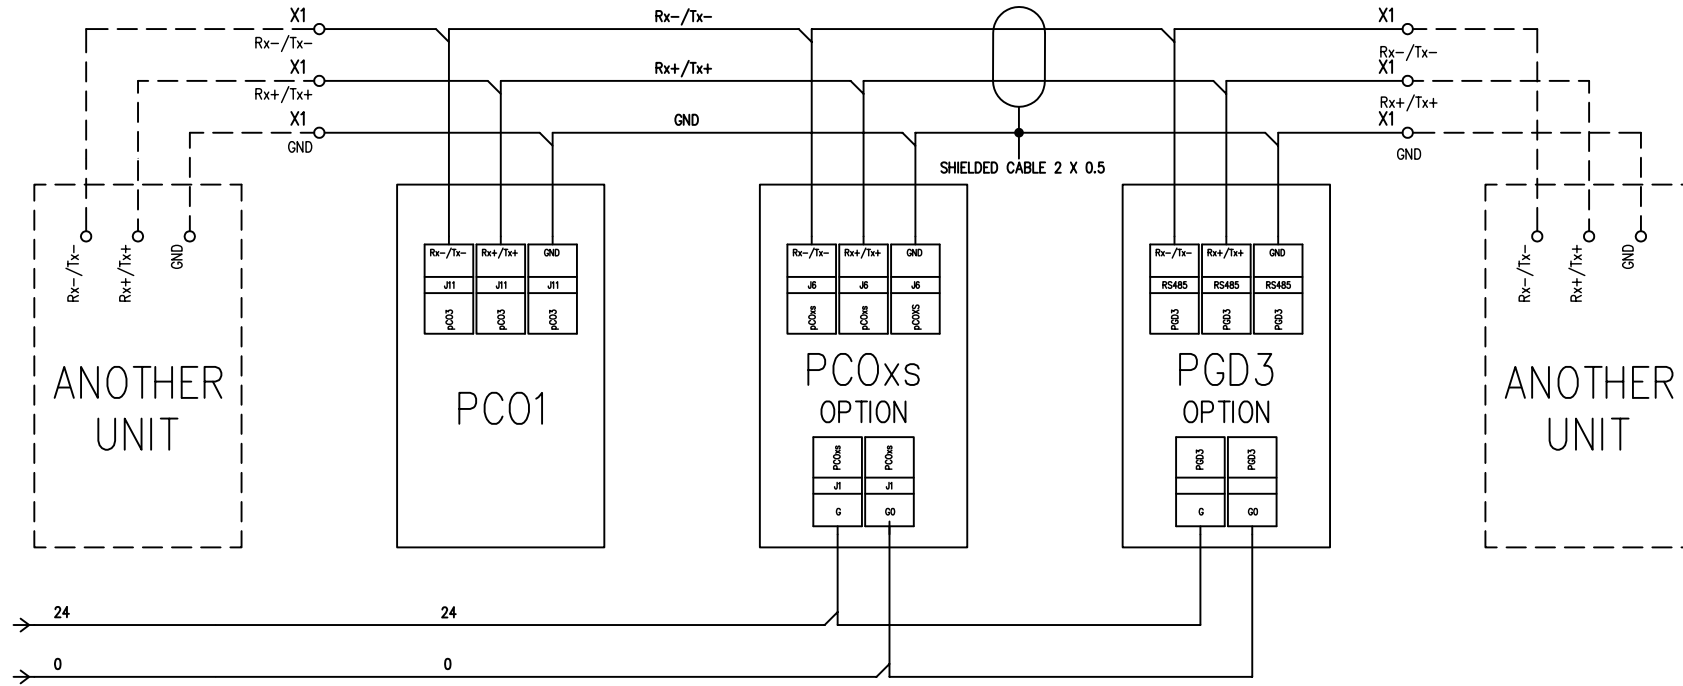 X1
Rx-/Tx-
X1
Rx-/Tx-
Rx-/Tx-
X1
Rx+/Tx+
X1
Rx+/Tx+
Rx+/Tx+
X1
GND
X1
GND
GND
SHIELDED CABLE 2 X 0.5
Rx-/Tx-
Rx+/Tx+
GND
ANOTHER
UNIT
Rx-/Tx-
Rx+/Tx+
GND
J11
J11
J11
pCO3
pCO3
pCO3
PCO1
Rx-/Tx-
Rx+/Tx+
GND
J6
J6
J6
pCOxs
pCOxs
pCOXS
PCOxs
OPTION
PCOxs
PCOxs
J1
J1
G
G0
Rx-/Tx-
Rx+/Tx+
GND
RS485
RS485
RS485
PGD3
PGD3
PGD3
PGD3
OPTION
PGD3
PGD3
G
G0
Rx-/Tx-
Rx+/Tx+
GND
ANOTHER
UNIT
24
24
0
0